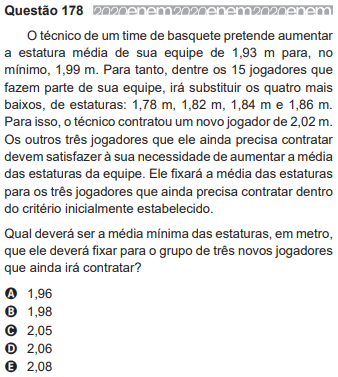 Questão 178 2020enem2020enem2020enem
O técnico de um time de basquete pretende aumentar
a estatura média de sua equipe de 1,93 m para, no
mínimo, 1,99 m. Para tanto, dentre os 15 jogadores que
fazem parte de sua equipe, irá substituir os quatro mais
baixos, de estaturas: 1,78 m, 1,82 m, 1,84 m e 1,86 m.
Para isso, o técnico contratou um novo jogador de 2,02 m.
Os outros três jogadores que ele ainda precisa contratar
devem satisfazer à sua necessidade de aumentar a média
das estaturas da equipe. Ele fixará a média das estaturas
para os três jogadores que ainda precisa contratar dentro
do critério inicialmente estabelecido.
Qual deverá ser a média mínima das estaturas, em metro,
que ele deverá fixar para o grupo de três novos jogadores
que ainda irá contratar?
A 1,96
B 1,98
C 2,05
D 2,06
E 2,08